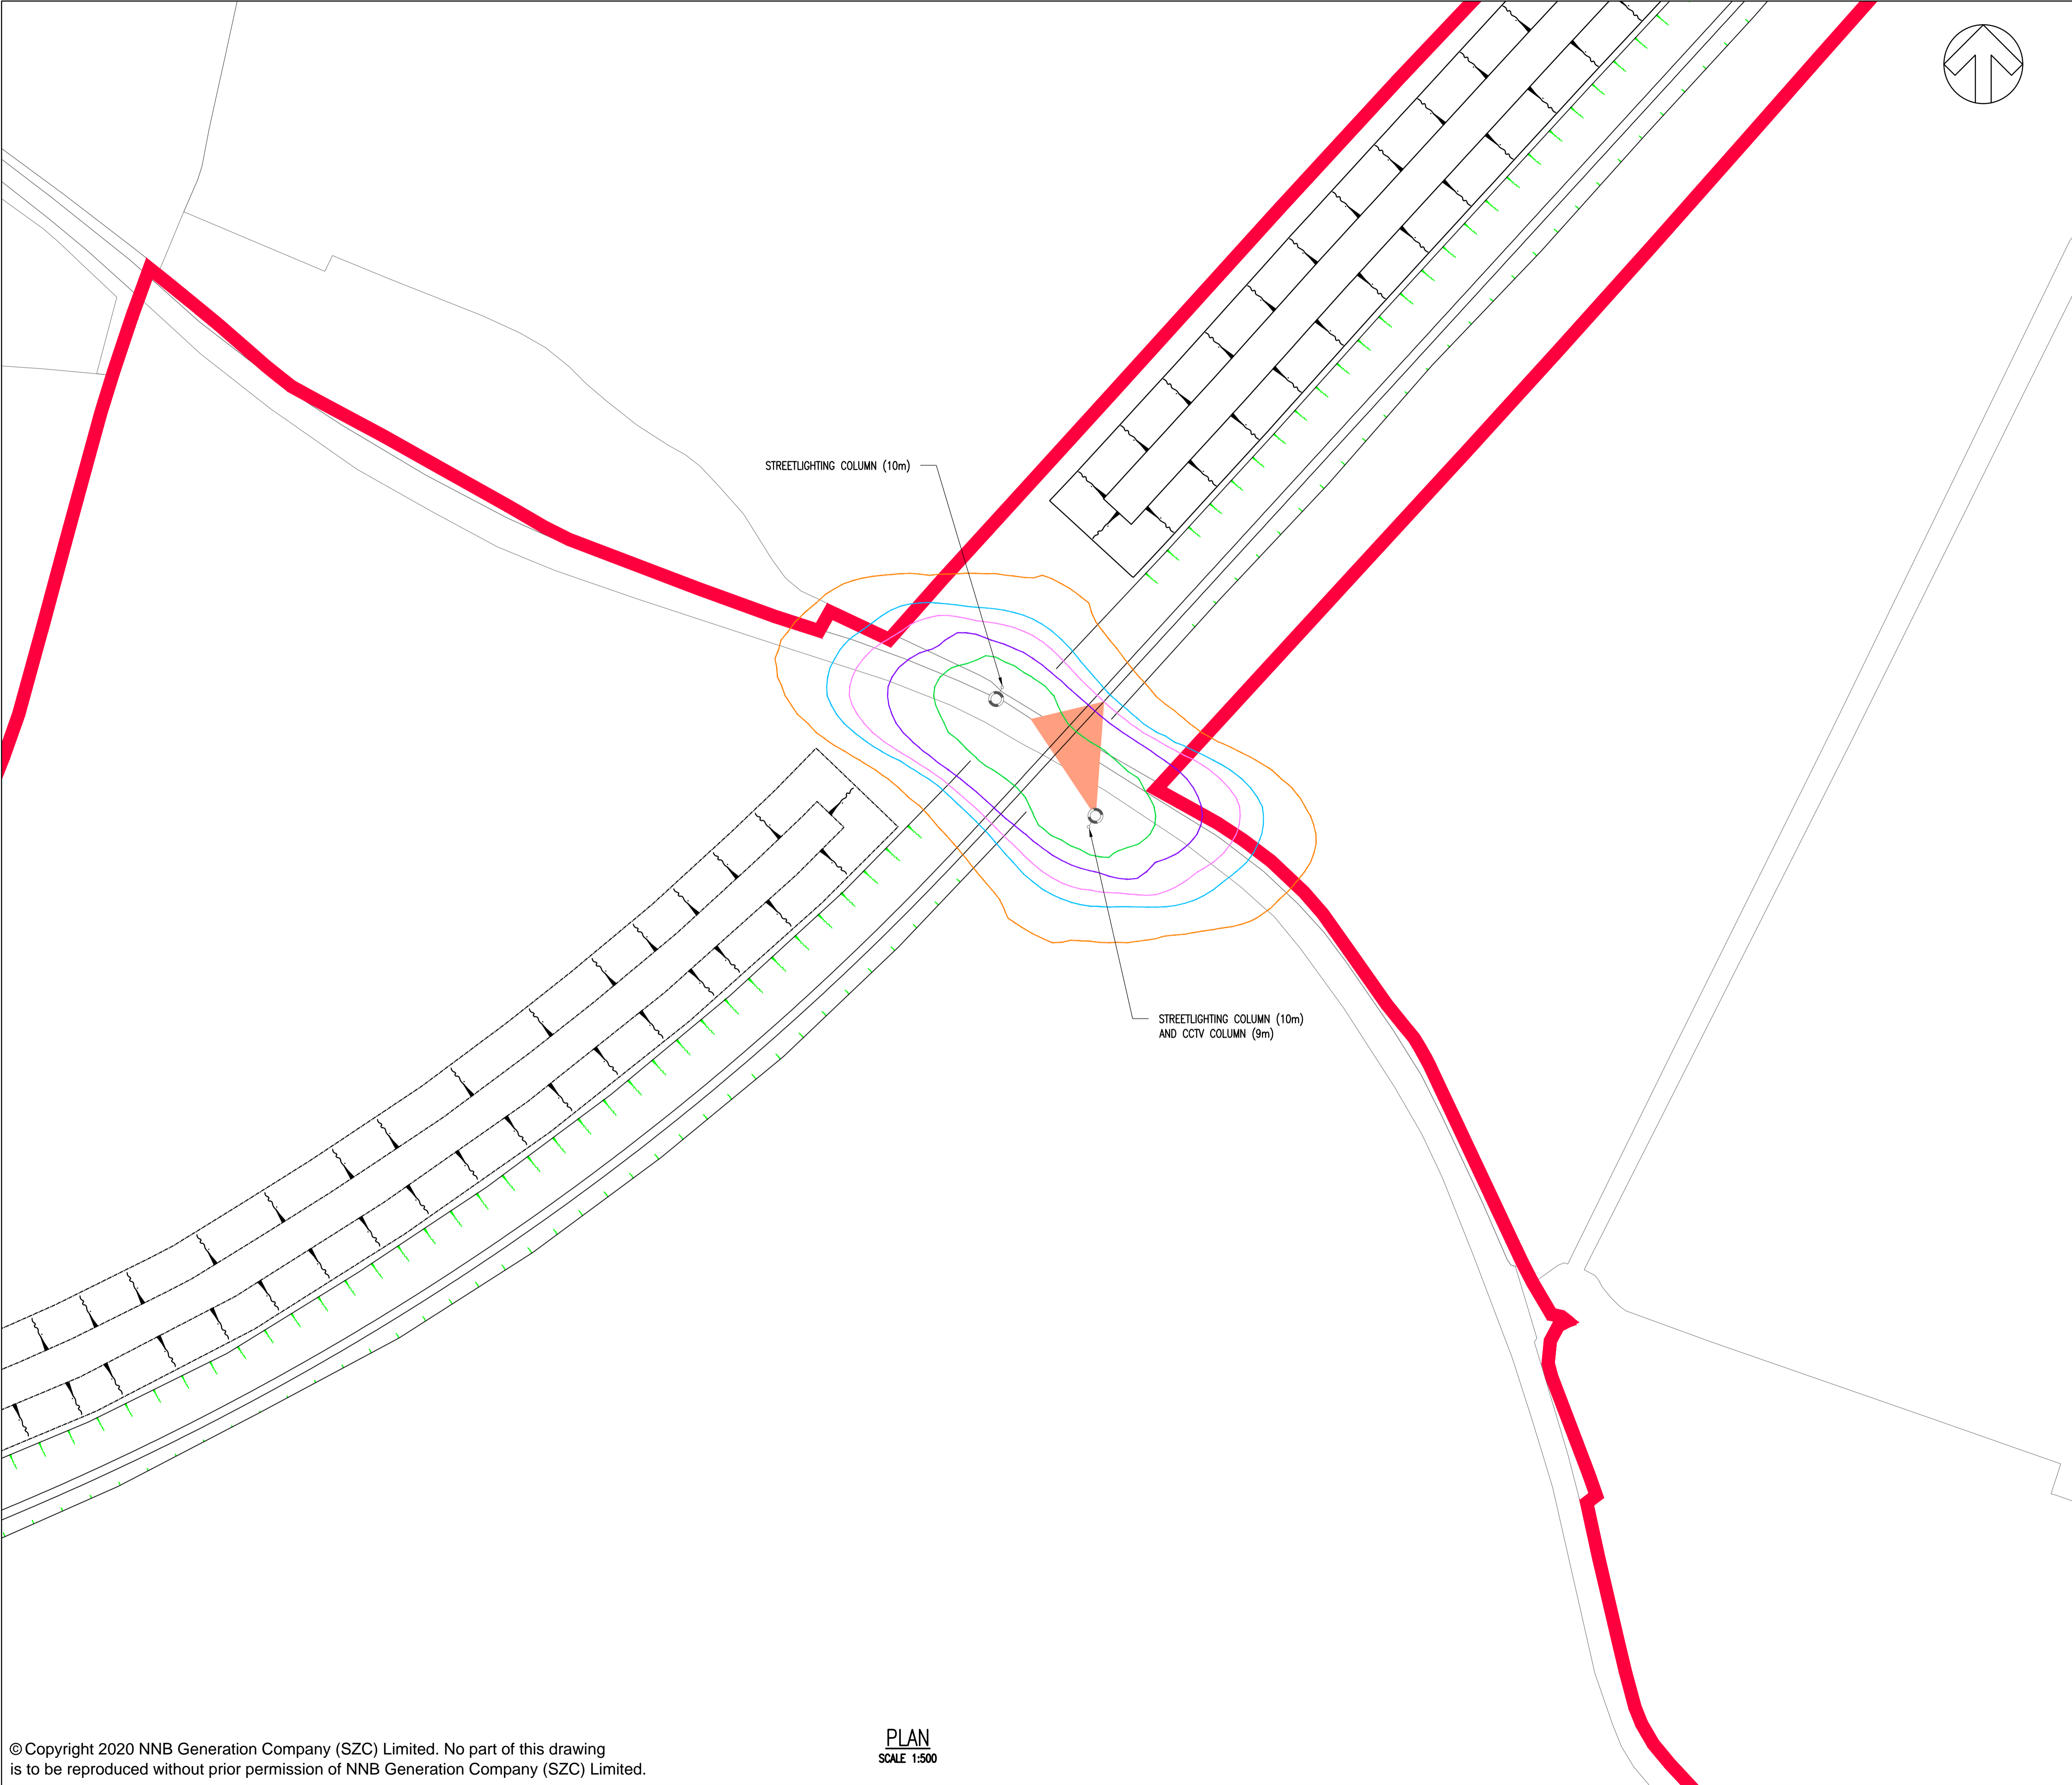 STREETLIGHTING COLUMN (10m)
STREETLIGHTING COLUMN (10m)
AND CCTV COLUMN (9m)
PLAN
SCALE 1:500
© Copyright 2020 NNB Generation Company (SZC) Limited. No part of this drawing
is to be reproduced without prior permission of NNB Generation Company (SZC) Limited.